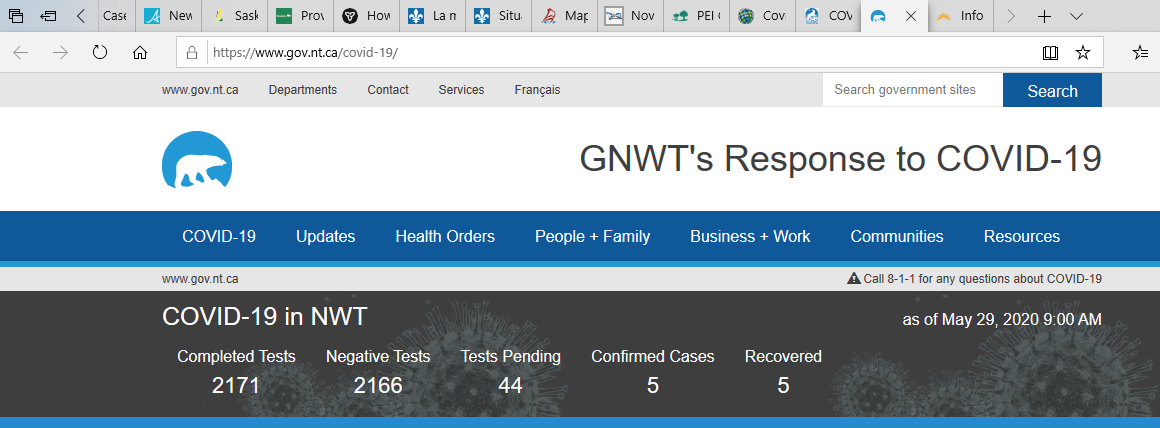 Case New Sask Prov How La m Situ Map Nov PEI Cov COV Info
https://www.gov.nt.ca/covid-19/
www.gov.nt.ca Departments Contact Services Français Search government sites Search
GNWT's Response to COVID-19
COVID-19 Updates Health Orders People + Family Business + Work Communities Resources
www.gov.nt.ca Call 8-1-1 for any questions about COVID-19
COVID-19 in NWT as of May 29, 2020 9:00 AM
Completed Tests Negative Tests Tests Pending Confirmed Cases Recovered
2171 2166 44 5 5